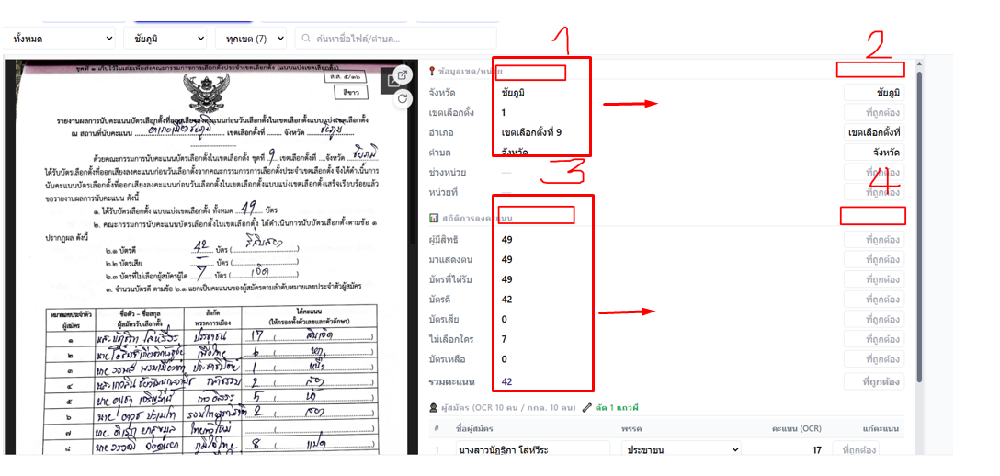 ทั้งหมด
ชัยภูมิ
ทุกเขต (7)
ค้นหาชื่อไฟล์/ตำบล...
1
2
3
4
ชุดที่ ๑ เก็บไว้ในเล่มเพื่อส่งคณะกรรมการการเลือกตั้งประจำเขตเลือกตั้ง (แบบแบ่งเขตเลือกตั้ง)
ส.ส. ๕/๑๖
สีขาว
รายงานผลการนับคะแนนบัตรเลือกตั้งที่ออกเสียงลงคะแนนก่อนวันเลือกตั้งในเขตเลือกตั้งแบบแบ่งเขตเลือกตั้ง
ณ สถานที่นับคะแนน เขตเลือกตั้งที่ จังหวัด ชัยภูมิ
ด้วยคณะกรรมการนับคะแนนบัตรเลือกตั้งในเขตเลือกตั้ง ชุดที่ 9 เขตเลือกตั้งที่ จังหวัด ชัยภูมิ
ได้รับบัตรเลือกตั้งที่ออกเสียงลงคะแนนก่อนวันเลือกตั้งจากคณะกรรมการการเลือกตั้งประจำเขตเลือกตั้ง จึงได้ดำเนินการ
นับคะแนนบัตรเลือกตั้งที่ออกเสียงลงคะแนนก่อนวันเลือกตั้งในเขตเลือกตั้งแบบแบ่งเขตเลือกตั้งเสร็จเรียบร้อยแล้ว
ขอรายงานผลการนับคะแนน ดังนี้
๑. ได้รับบัตรเลือกตั้ง แบบแบ่งเขตเลือกตั้ง ทั้งหมด 49 บัตร
๒. คณะกรรมการนับคะแนนบัตรเลือกตั้งในเขตเลือกตั้ง ได้ดำเนินการนับบัตรเลือกตั้งตามข้อ ๑
ปรากฏผล ดังนี้
๒.๑ บัตรดี 42 บัตร (สี่สิบสอง)
๒.๒ บัตรเสีย - บัตร ( )
๒.๓ บัตรที่ไม่เลือกผู้สมัครผู้ใด 7 บัตร (เจ็ด)
๓. จำนวนบัตรดี ตามข้อ ๒.๑ แยกเป็นคะแนนของผู้สมัครตามลำดับหมายเลขประจำตัวผู้สมัคร
หมายเลขประจำตัวผู้สมัคร ชื่อตัว – ชื่อสกุล ผู้สมัครรับเลือกตั้ง สังกัดพรรคการเมือง ได้คะแนน (ให้กรอกทั้งตัวเลขและตัวอักษร)
๑ ประชาชน 17 (สิบเจ็ด)
๒ เพื่อไทย 6 (หก)
๓ ประชาธิปัตย์ 1 (หนึ่ง)
๔ 2 (สอง)
๕ 5 (ห้า)
๖ รวมไทยสร้างชาติ 2 (สอง)
๗ ไทยก้าวใหม่
๘ ภูมิใจไทย 8 (แปด)
ข้อมูลเขต/หน่วย
จังหวัด ชัยภูมิ ชัยภูมิ
เขตเลือกตั้ง 1 ที่ถูกต้อง
อำเภอ เขตเลือกตั้งที่ 9 เขตเลือกตั้งที่
ตำบล จังหวัด จังหวัด
ช่วงหน่วย — ที่ถูกต้อง
หน่วยที่ — ที่ถูกต้อง
สถิติการลงคะแนน
ผู้มีสิทธิ 49 ที่ถูกต้อง
มาแสดงตน 49 ที่ถูกต้อง
บัตรที่ได้รับ 49 ที่ถูกต้อง
บัตรดี 42 ที่ถูกต้อง
บัตรเสีย 0 ที่ถูกต้อง
ไม่เลือกใคร 7 ที่ถูกต้อง
บัตรเหลือ 0 ที่ถูกต้อง
รวมคะแนน 42 ที่ถูกต้อง
ผู้สมัคร (OCR 10 คน / กกต. 10 คน) ตัด 1 แถวผี
# ชื่อผู้สมัคร พรรค คะแนน (OCR) แก้คะแนน
1 นางสาวนัฏฐิกา โล่ห์วีระ ประชาชน 17 ที่ถูกต้อง